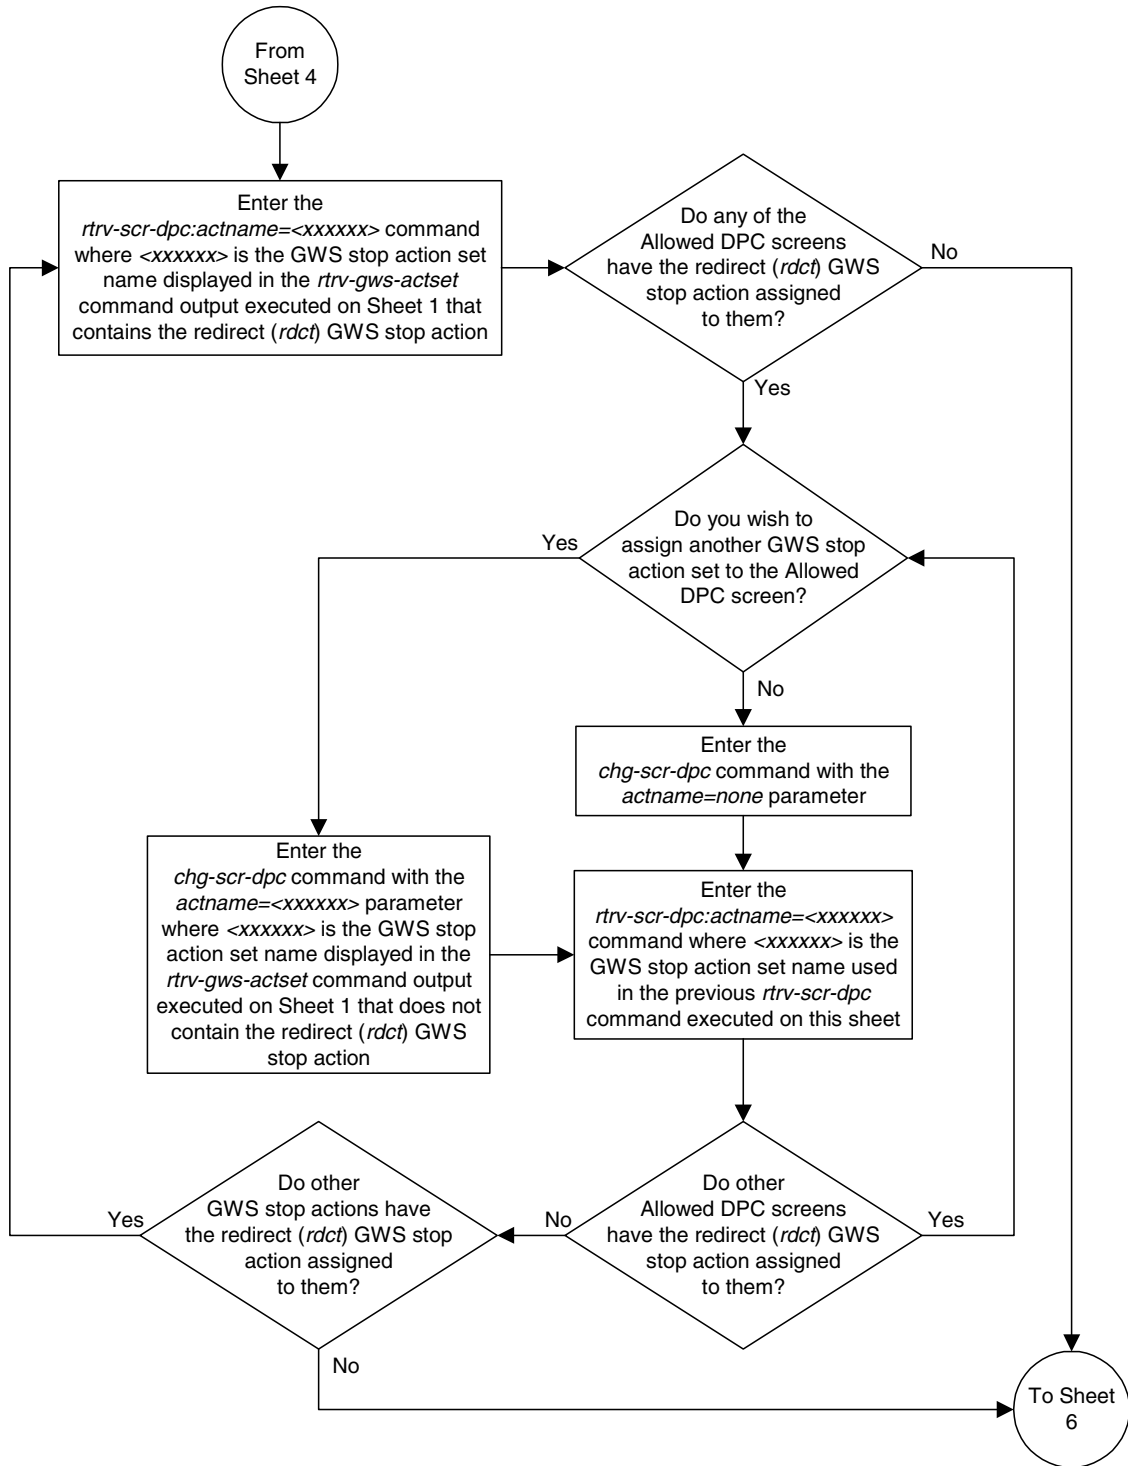 From
Sheet 4
Enter the
rtrv-scr-dpc:actname=<xxxxxx> command
where <xxxxxx> is the GWS stop action set
name displayed in the rtrv-gws-actset
command output executed on Sheet 1 that
contains the redirect (rdct) GWS stop action
Do any of the
Allowed DPC screens
have the redirect (rdct) GWS
stop action assigned
to them?
No
Yes
Do you wish to
assign another GWS stop
action set to the Allowed
DPC screen?
Yes
No
Enter the
chg-scr-dpc command with the
actname=none parameter
Enter the
chg-scr-dpc command with the
actname=<xxxxxx> parameter
where <xxxxxx> is the GWS stop
action set name displayed in the
rtrv-gws-actset command output
executed on Sheet 1 that does not
contain the redirect (rdct) GWS
stop action
Enter the
rtrv-scr-dpc:actname=<xxxxxx>
command where <xxxxxx> is the
GWS stop action set name used
in the previous rtrv-scr-dpc
command executed on this sheet
Do other
Allowed DPC screens
have the redirect (rdct) GWS
stop action assigned
to them?
Yes
No
Do other
GWS stop actions have
the redirect (rdct) GWS stop
action assigned
to them?
Yes
No
To Sheet
6